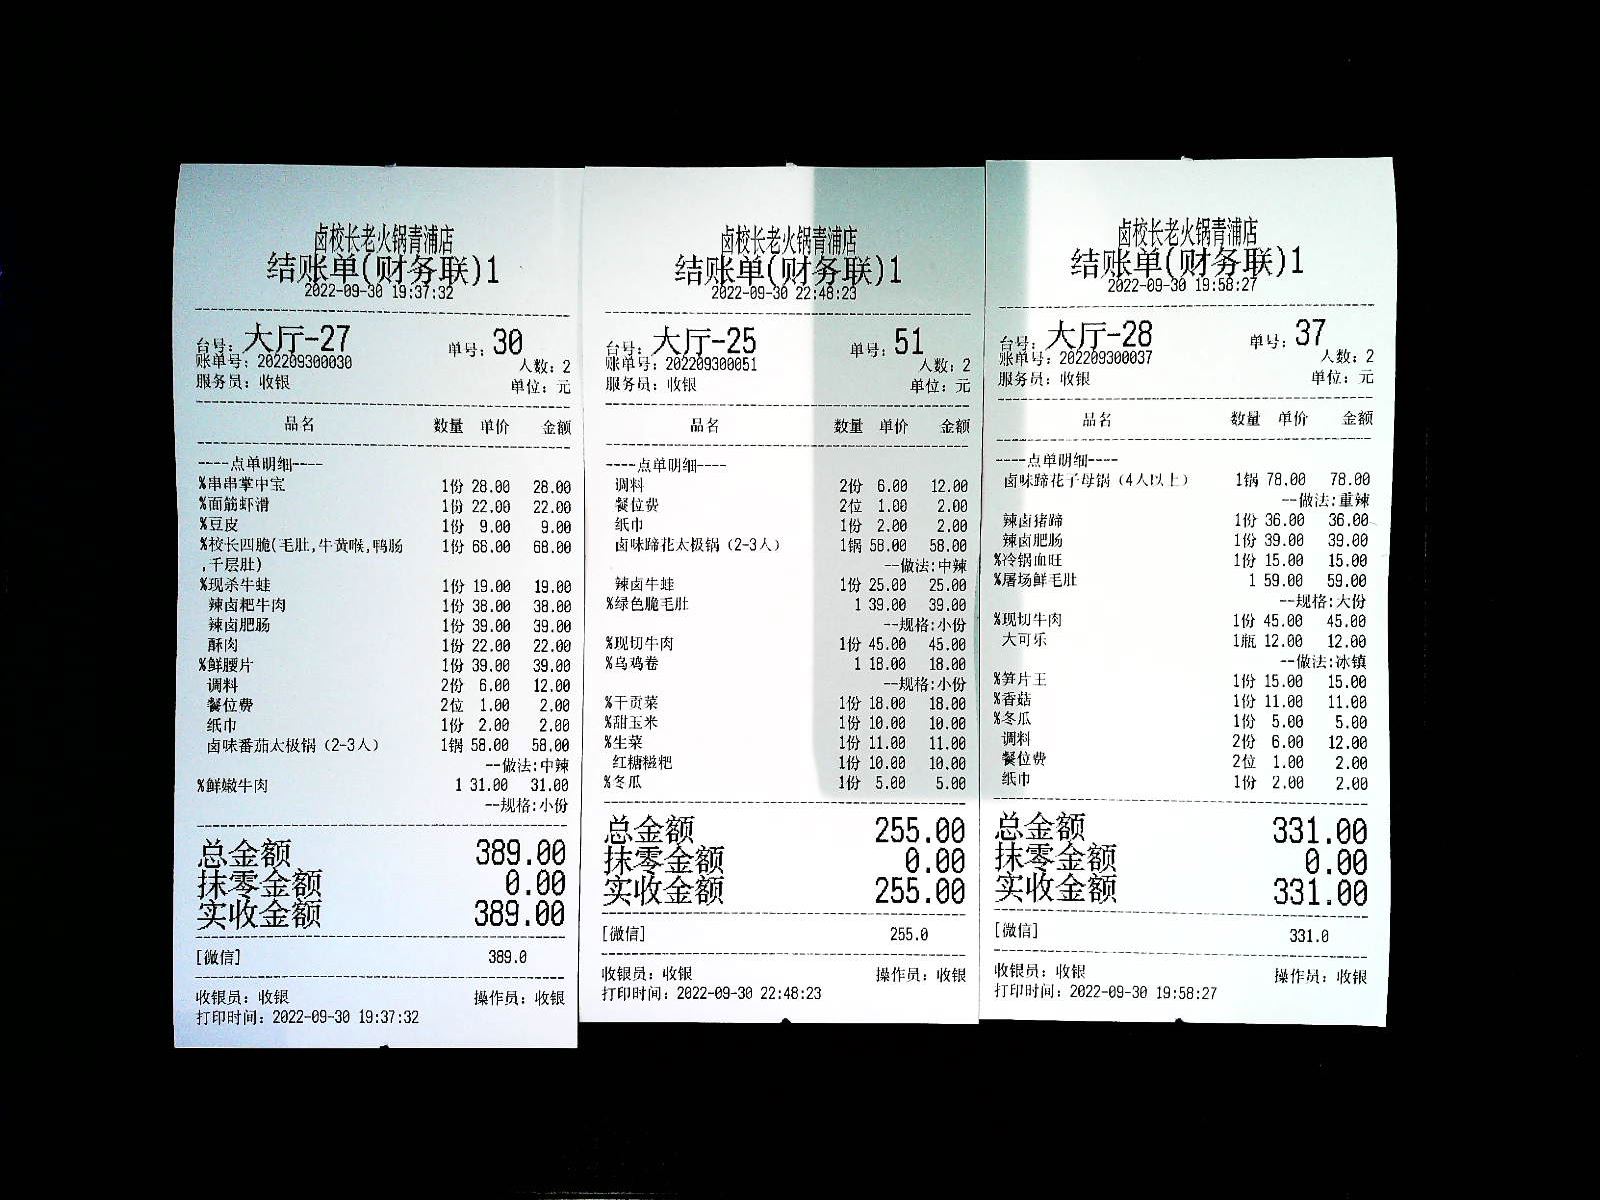 卤校长老火锅青浦店
结账单(财务联)1
2022-09-30 19:37:32
台号: 大厅-27 单号: 30
账单号: 202209300030 人数: 2
服务员: 收银 单位: 元
品名 数量 单价 金额
----点单明细----
%串串掌中宝 1份 28.00 28.00
%面筋虾滑 1份 22.00 22.00
%豆皮 1份 9.00 9.00
%校长四脆(毛肚,牛黄喉,鸭肠 1份 68.00 68.00
,千层肚)
%现杀牛蛙 1份 19.00 19.00
辣卤粑牛肉 1份 38.00 38.00
辣卤肥肠 1份 39.00 39.00
酥肉 1份 22.00 22.00
%鲜腰片 1份 39.00 39.00
调料 2份 6.00 12.00
餐位费 2位 1.00 2.00
纸巾 1份 2.00 2.00
卤味番茄太极锅（2-3人） 1锅 58.00 58.00
--做法:中辣
%鲜嫩牛肉 1 31.00 31.00
--规格:小份
总金额 389.00
抹零金额 0.00
实收金额 389.00
[微信] 389.0
收银员: 收银 操作员: 收银
打印时间: 2022-09-30 19:37:32
卤校长老火锅青浦店
结账单(财务联)1
2022-09-30 22:48:23
台号: 大厅-25 单号: 51
账单号: 202209300051 人数: 2
服务员: 收银 单位: 元
品名 数量 单价 金额
----点单明细----
调料 2份 6.00 12.00
餐位费 2位 1.00 2.00
纸巾 1份 2.00 2.00
卤味蹄花太极锅（2-3人） 1锅 58.00 58.00
--做法:中辣
辣卤牛蛙 1份 25.00 25.00
%绿色脆毛肚 1 39.00 39.00
--规格:小份
%现切牛肉 1份 45.00 45.00
%乌鸡卷 1 18.00 18.00
--规格:小份
%干贡菜 1份 18.00 18.00
%甜玉米 1份 10.00 10.00
%生菜 1份 11.00 11.00
红糖糍粑 1份 10.00 10.00
%冬瓜 1份 5.00 5.00
总金额 255.00
抹零金额 0.00
实收金额 255.00
[微信] 255.0
收银员: 收银 操作员: 收银
打印时间: 2022-09-30 22:48:23
卤校长老火锅青浦店
结账单(财务联)1
2022-09-30 19:58:27
台号: 大厅-28 单号: 37
账单号: 202209300037 人数: 2
服务员: 收银 单位: 元
品名 数量 单价 金额
----点单明细----
卤味蹄花子母锅（4人以上） 1锅 78.00 78.00
--做法:重辣
辣卤猪蹄 1份 36.00 36.00
辣卤肥肠 1份 39.00 39.00
%冷锅血旺 1份 15.00 15.00
%屠场鲜毛肚 1 59.00 59.00
--规格:大份
%现切牛肉 1份 45.00 45.00
大可乐 1瓶 12.00 12.00
--做法:冰镇
%笋片王 1份 15.00 15.00
%香菇 1份 11.00 11.00
%冬瓜 1份 5.00 5.00
调料 2份 6.00 12.00
餐位费 2位 1.00 2.00
纸巾 1份 2.00 2.00
总金额 331.00
抹零金额 0.00
实收金额 331.00
[微信] 331.0
收银员: 收银 操作员: 收银
打印时间: 2022-09-30 19:58:27